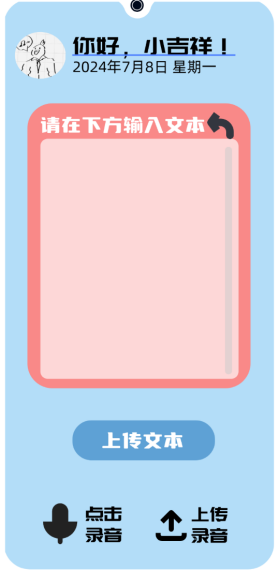 你好，小吉祥！
2024年7月8日 星期一
请在下方输入文本
上传文本
点击
录音
上传
录音